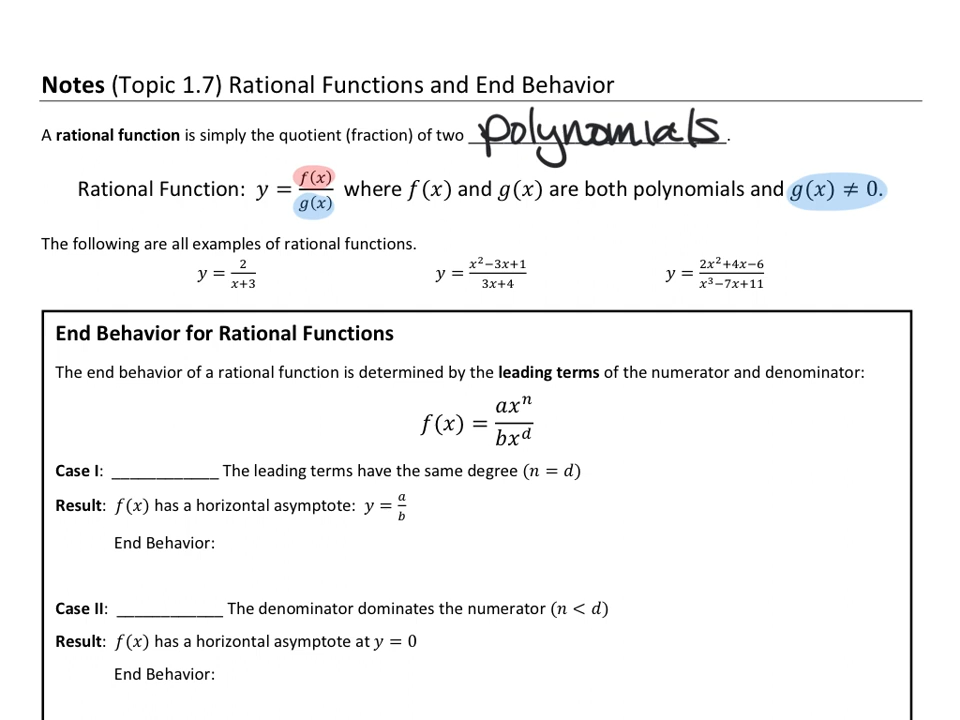 Notes (Topic 1.7) Rational Functions and End Behavior
A rational function is simply the quotient (fraction) of two polynomials.
Rational Function: y = f(x)/g(x) where f(x) and g(x) are both polynomials and g(x) ≠ 0.
The following are all examples of rational functions.
y = 2/(x+3) y = (x²−3x+1)/(3x+4) y = (2x²+4x−6)/(x³−7x+11)
End Behavior for Rational Functions
The end behavior of a rational function is determined by the leading terms of the numerator and denominator:
f(x) = axⁿ/bxᵈ
Case I: ____________ The leading terms have the same degree (n = d)
Result: f(x) has a horizontal asymptote: y = a/b
End Behavior:
Case II: ____________ The denominator dominates the numerator (n < d)
Result: f(x) has a horizontal asymptote at y = 0
End Behavior: